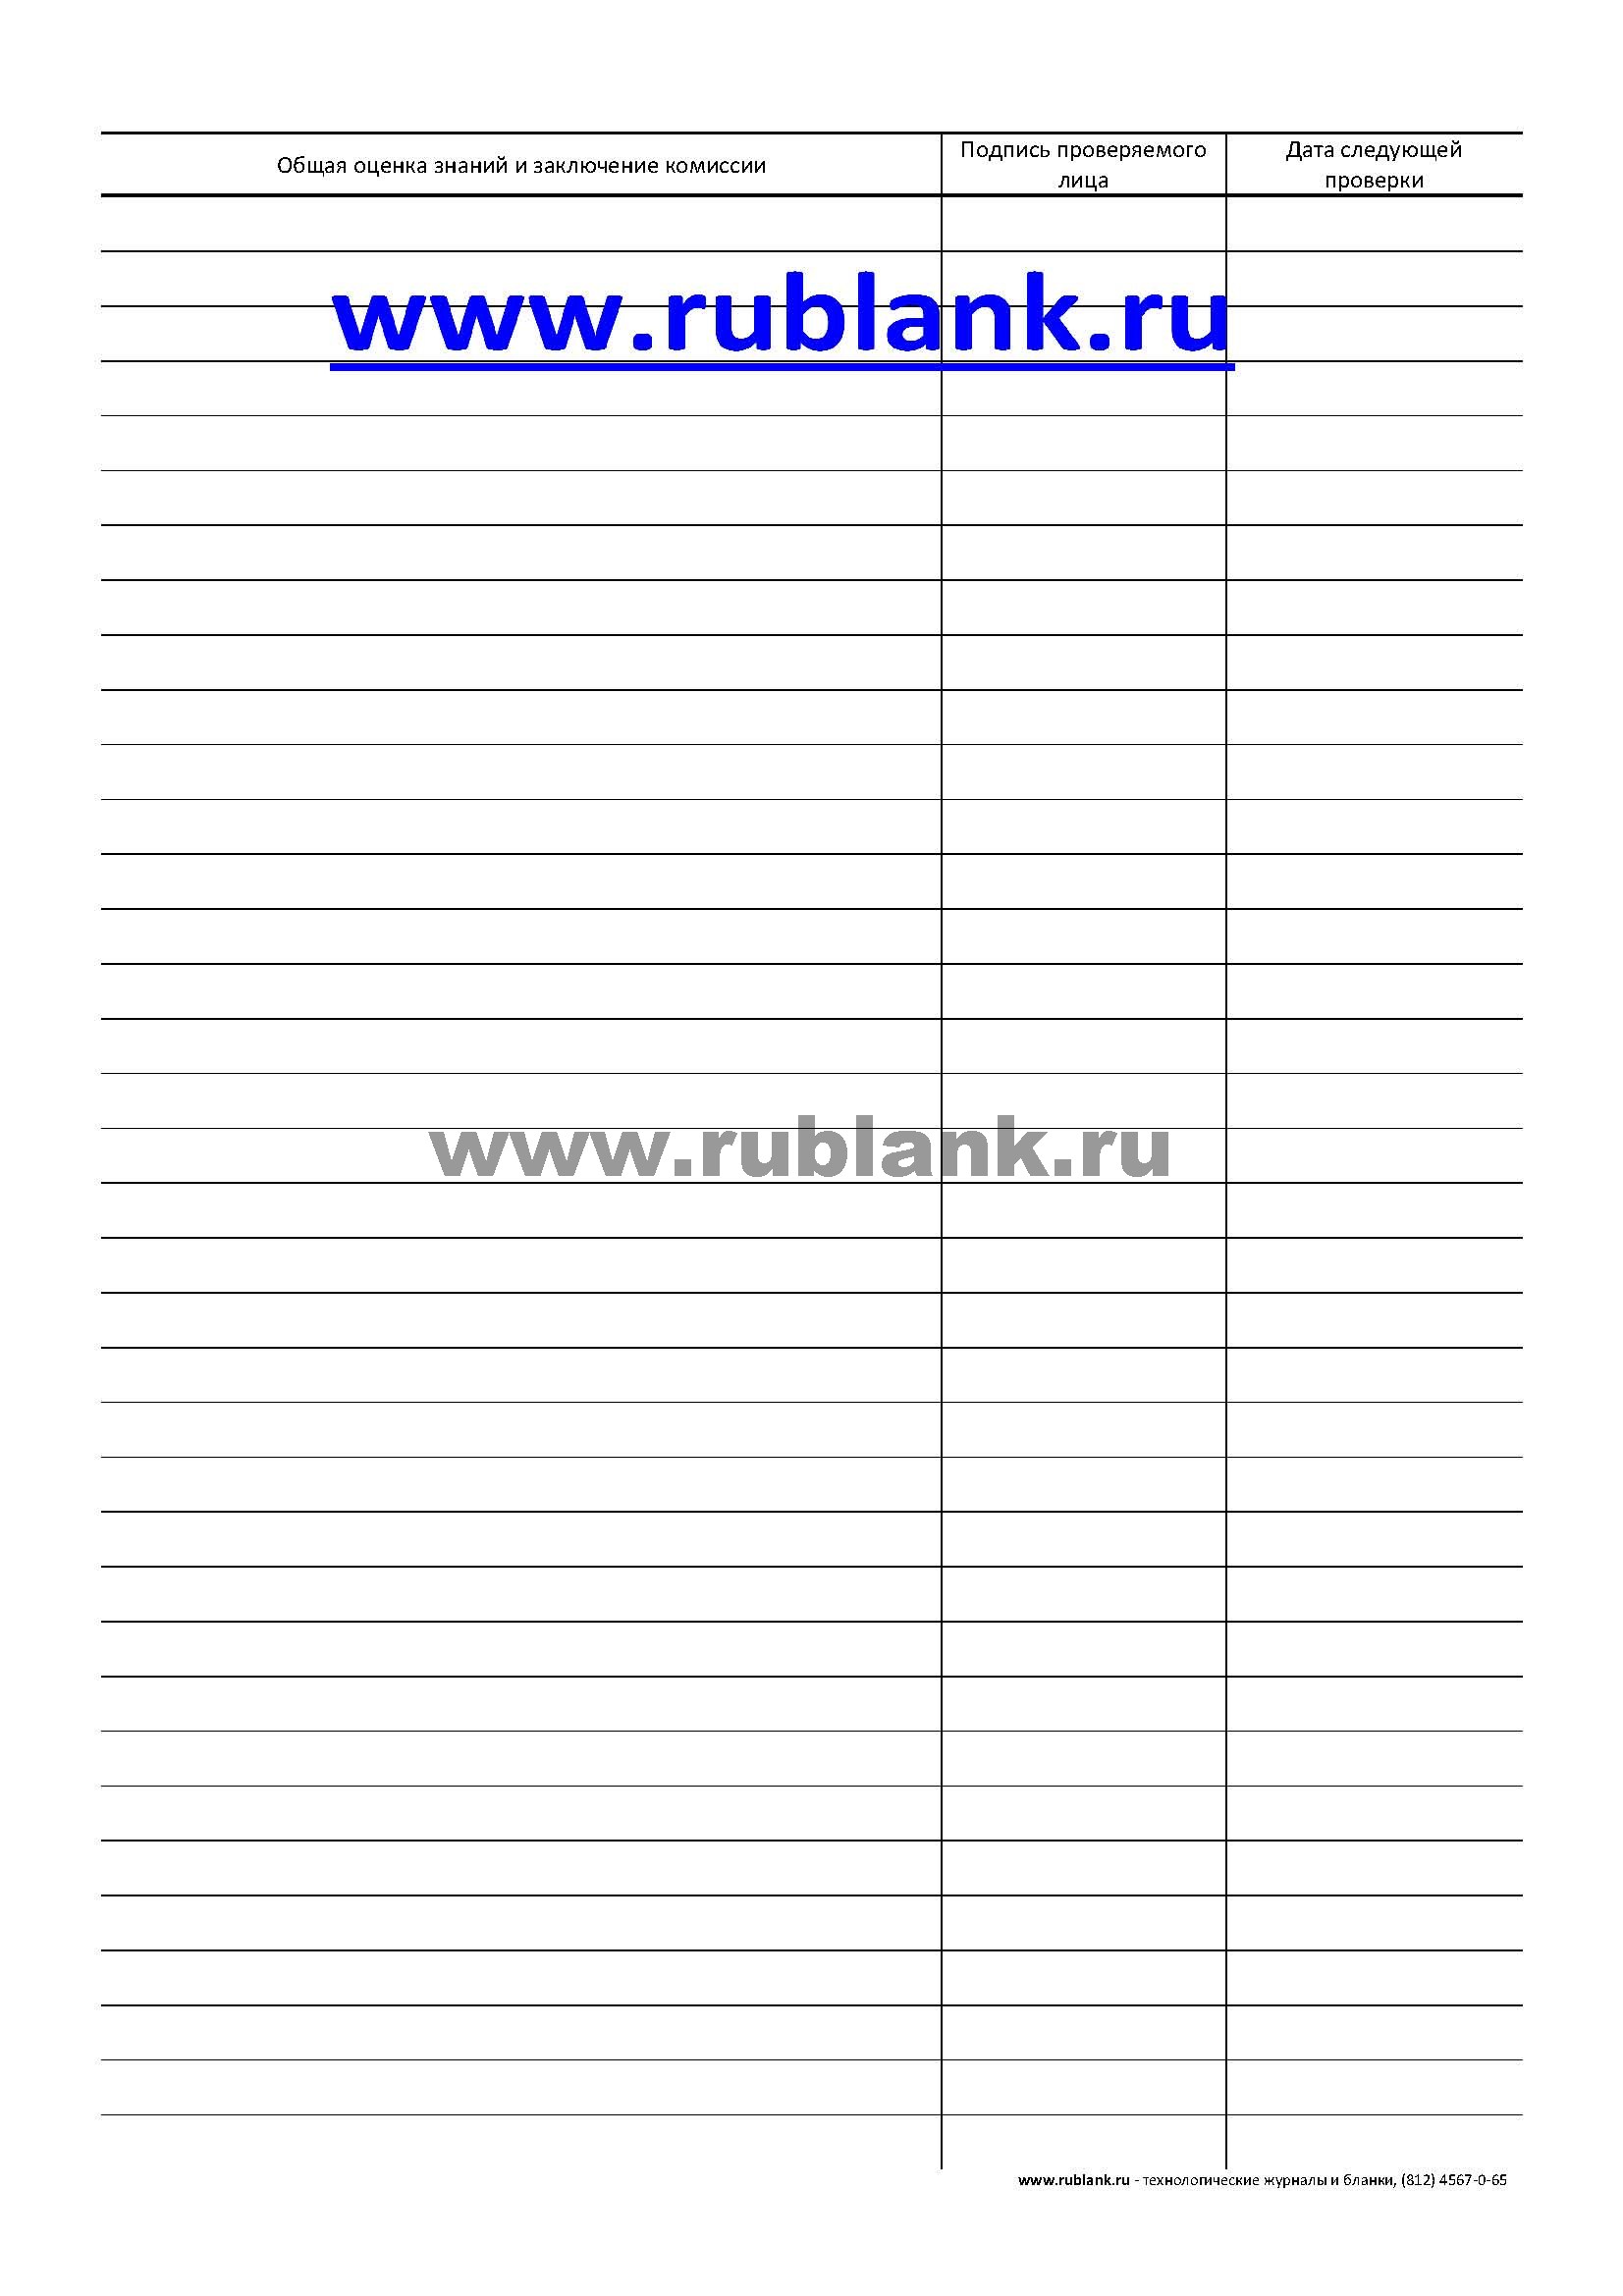 Общая оценка знаний и заключение комиссии
Подпись проверяемого
лица
Дата следующей
проверки
www.rublank.ru
www.rublank.ru
www.rublank.ru - технологические журналы и бланки, (812) 4567-0-65